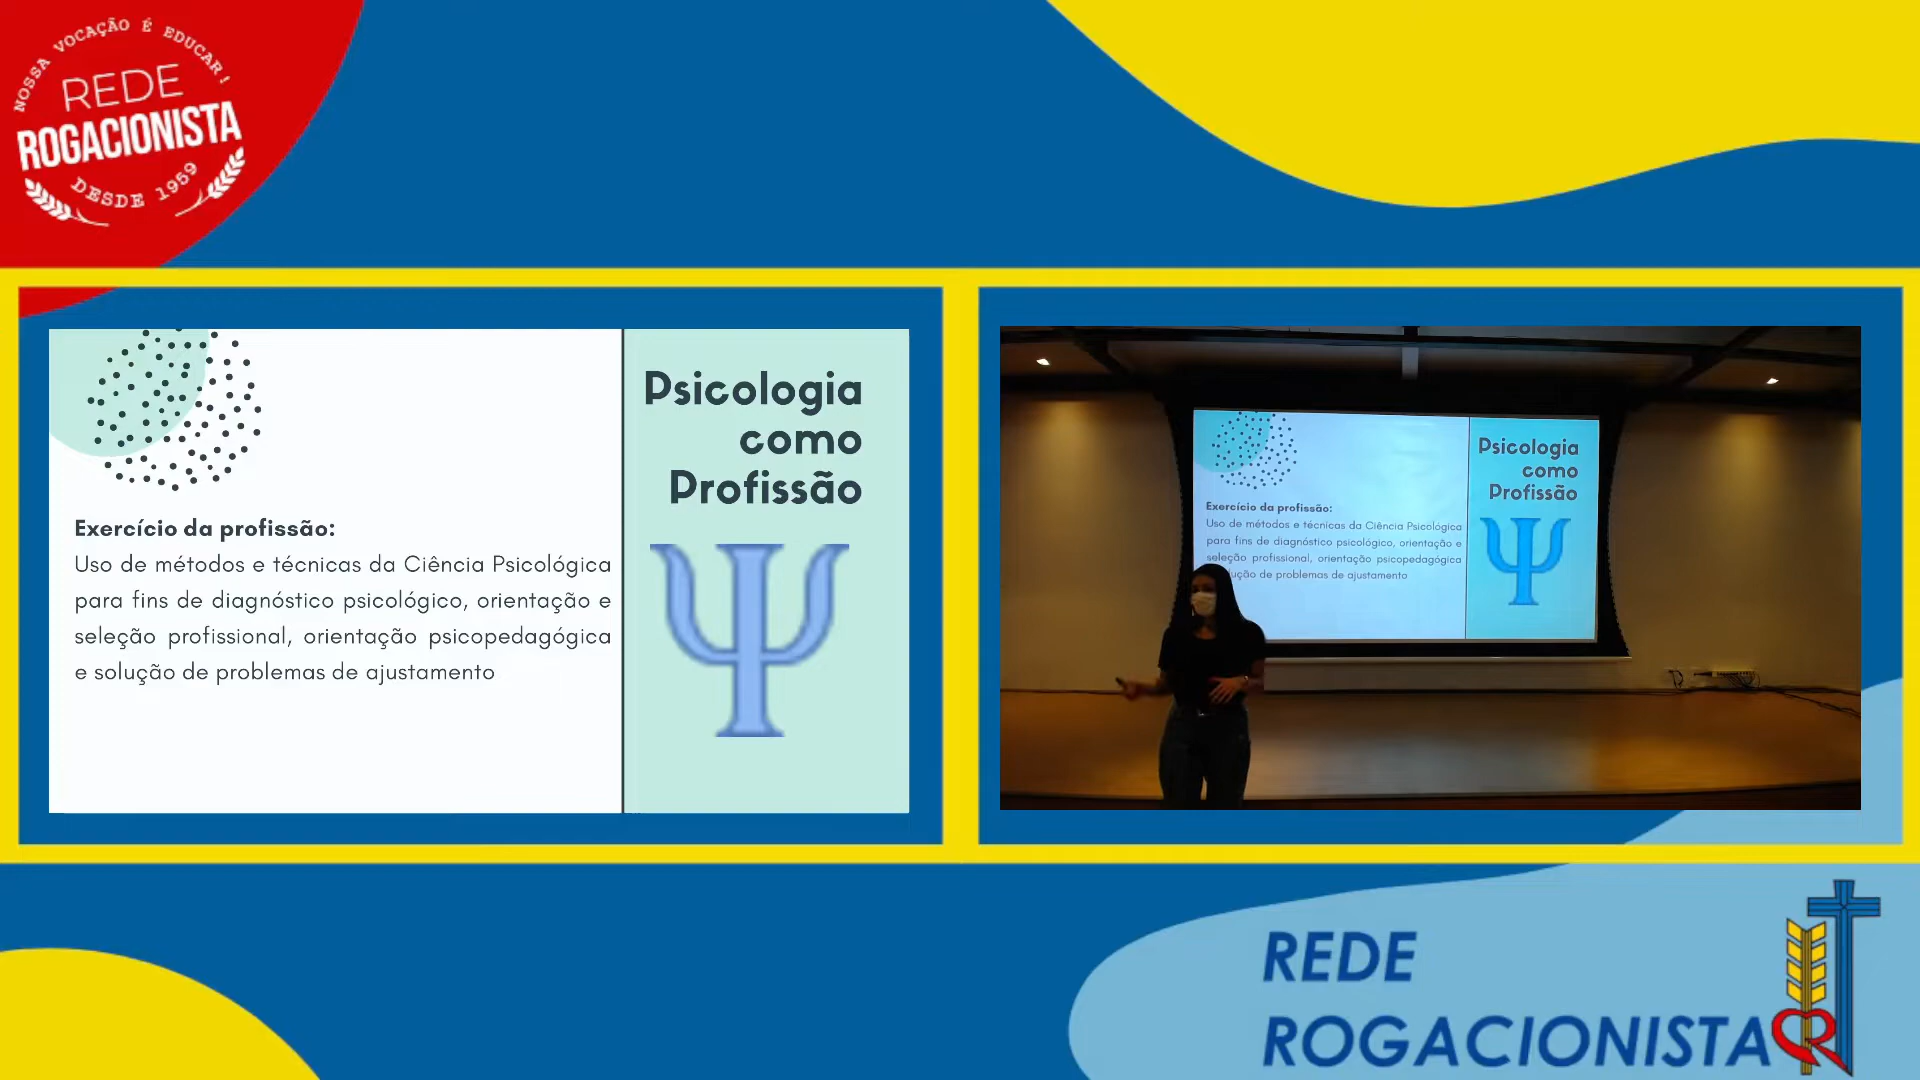 NOSSA VOCAÇÃO É EDUCAR!
REDE
ROGACIONISTA
DESDE 1959
Psicologia
como
Profissão
Exercício da profissão:
Uso de métodos e técnicas da Ciência Psicológica
para fins de diagnóstico psicológico, orientação e
seleção profissional, orientação psicopedagógica
e solução de problemas de ajustamento
Ψ
Psicologia
como
Profissão
Exercício da profissão:
Uso de métodos e técnicas da Ciência Psicológica
para fins de diagnóstico psicológico, orientação e
seleção profissional, orientação psicopedagógica
de problemas de ajustamento
Ψ
REDE
ROGACIONISTA